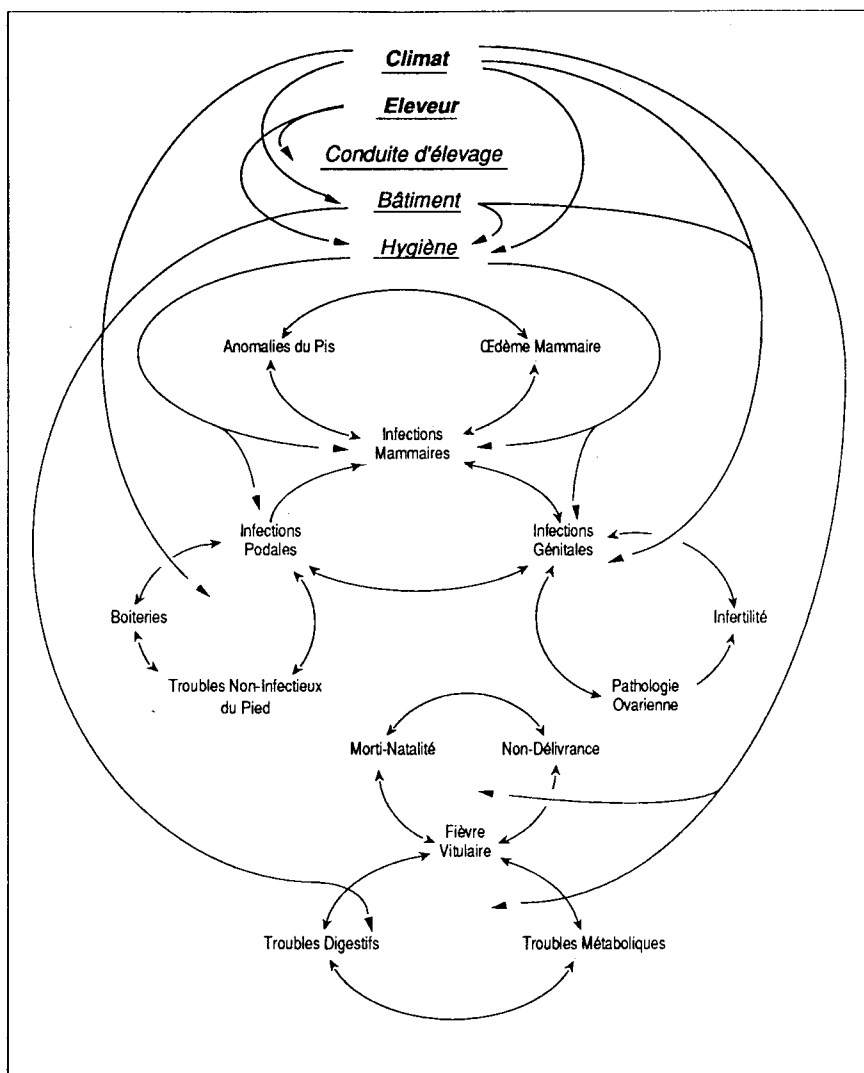 Climat
Eleveur
Conduite d'élevage
Bâtiment
Hygiène
Anomalies du Pis
Œdème Mammaire
Infections
Mammaires
Infections
Podales
Infections
Génitales
Boiteries
Infertilité
Troubles Non-Infectieux
du Pied
Pathologie
Ovarienne
Morti-Natalité
Non-Délivrance
Fièvre
Vitulaire
Troubles Digestifs
Troubles Métaboliques